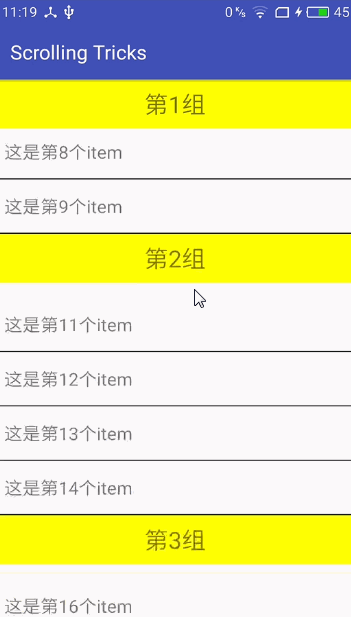 11:19 0 K/s 45
Scrolling Tricks
第1组
这是第8个item
这是第9个item
第2组
这是第11个item
这是第12个item
这是第13个item
这是第14个item
第3组
这是第16个item